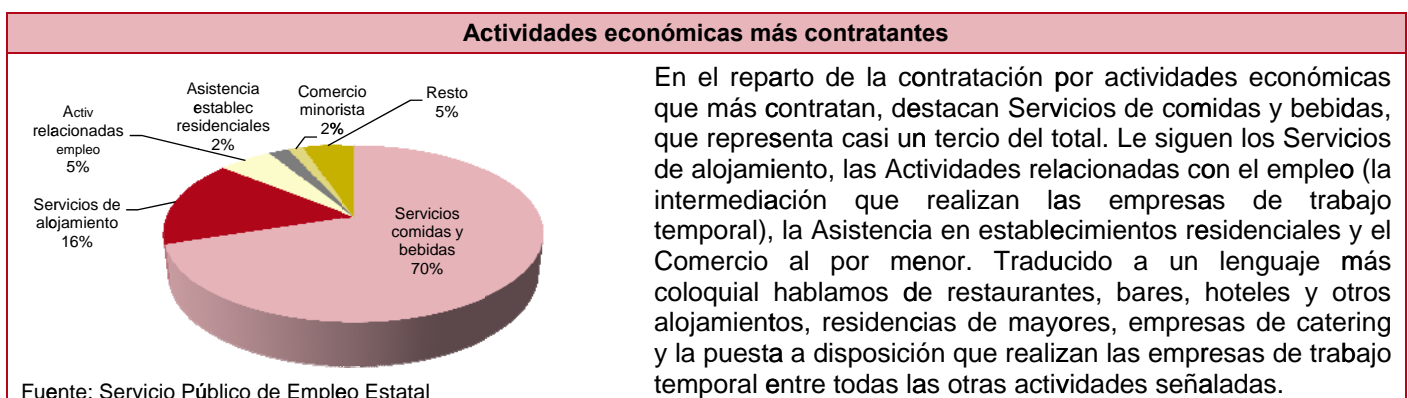 Actividades económicas más contratantes
Activ
relacionadas
empleo
5%
Asistencia
establec
residenciales
2%
Comercio
minorista
2%
Resto
5%
Servicios de
alojamiento
16%
Servicios
comidas y
bebidas
70%
Fuente: Servicio Público de Empleo Estatal
En el reparto de la contratación por actividades económicas
que más contratan, destacan Servicios de comidas y bebidas,
que representa casi un tercio del total. Le siguen los Servicios
de alojamiento, las Actividades relacionadas con el empleo (la
intermediación que realizan las empresas de trabajo
temporal), la Asistencia en establecimientos residenciales y el
Comercio al por menor. Traducido a un lenguaje más
coloquial hablamos de restaurantes, bares, hoteles y otros
alojamientos, residencias de mayores, empresas de catering
y la puesta a disposición que realizan las empresas de trabajo
temporal entre todas las otras actividades señaladas.